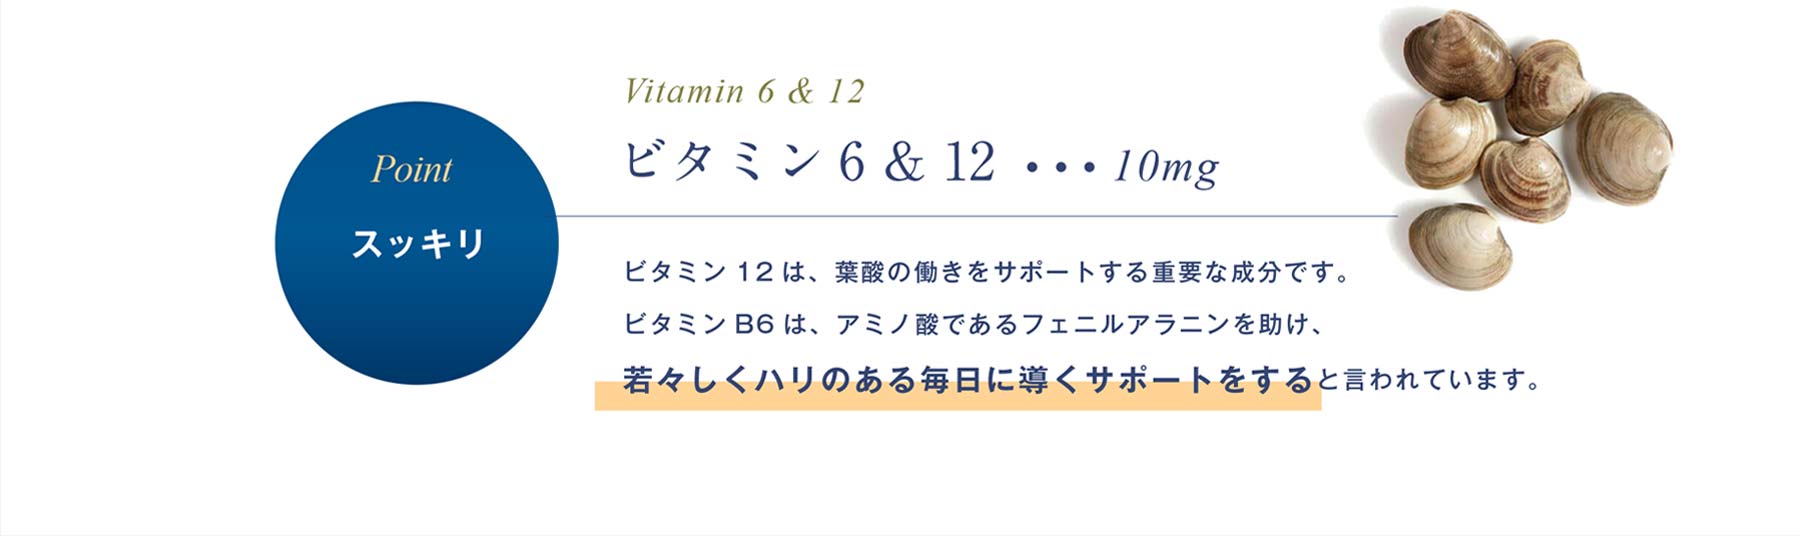 Vitamin 6 & 12
ビタミン 6 & 12 ・・・10mg
Point
スッキリ
ビタミン 12 は、葉酸の働きをサポートする重要な成分です。
ビタミン B6 は、アミノ酸であるフェニルアラニンを助け、
若々しくハリのある毎日に導くサポートをすると言われています。